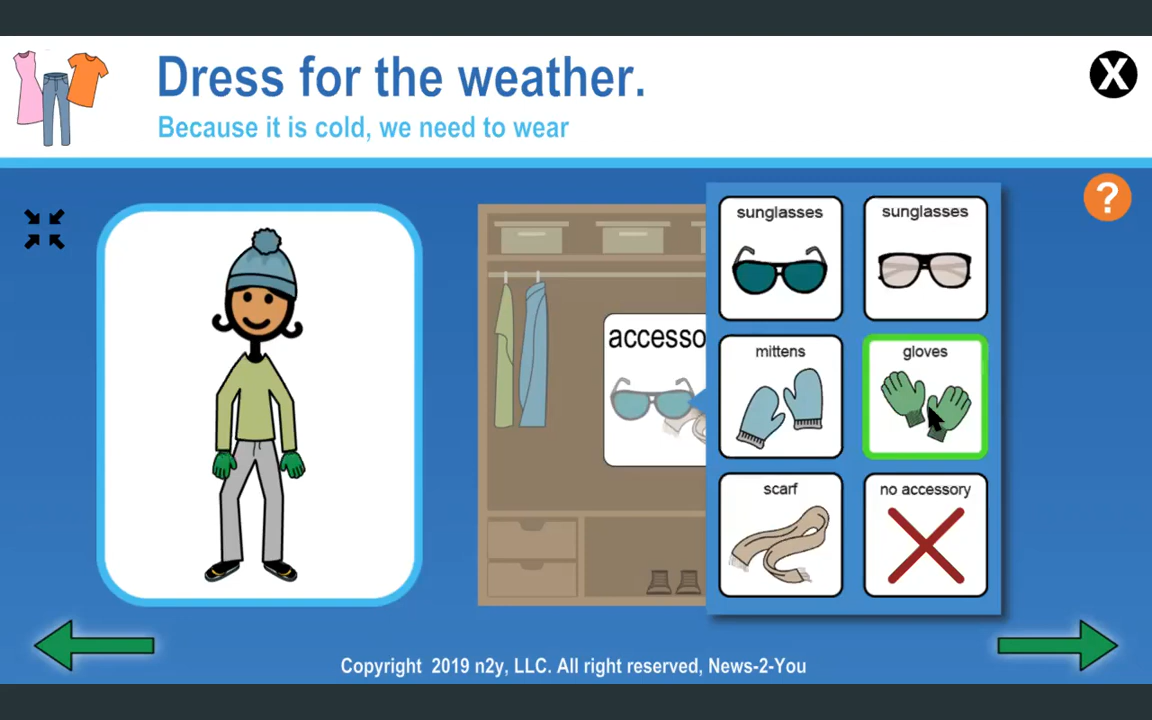 Dress for the weather.
X
Because it is cold, we need to wear
?
sunglasses
sunglasses
accesso
mittens
gloves
scarf
no accessory
Copyright 2019 n2y, LLC. All right reserved, News-2-You